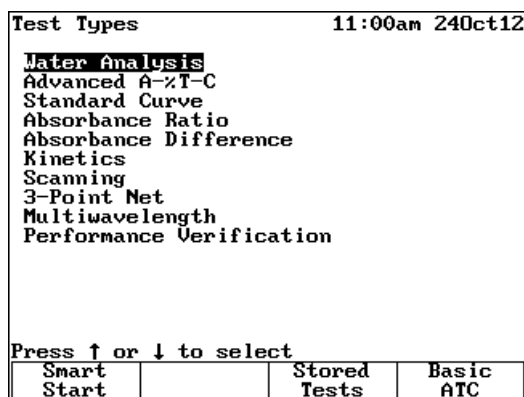 Test Types 11:00am 24Oct12
Water Analysis
Advanced A-%T-C
Standard Curve
Absorbance Ratio
Absorbance Difference
Kinetics
Scanning
3-Point Net
Multiwavelength
Performance Verification
Press ↑ or ↓ to select
Smart Start
Stored Tests
Basic ATC